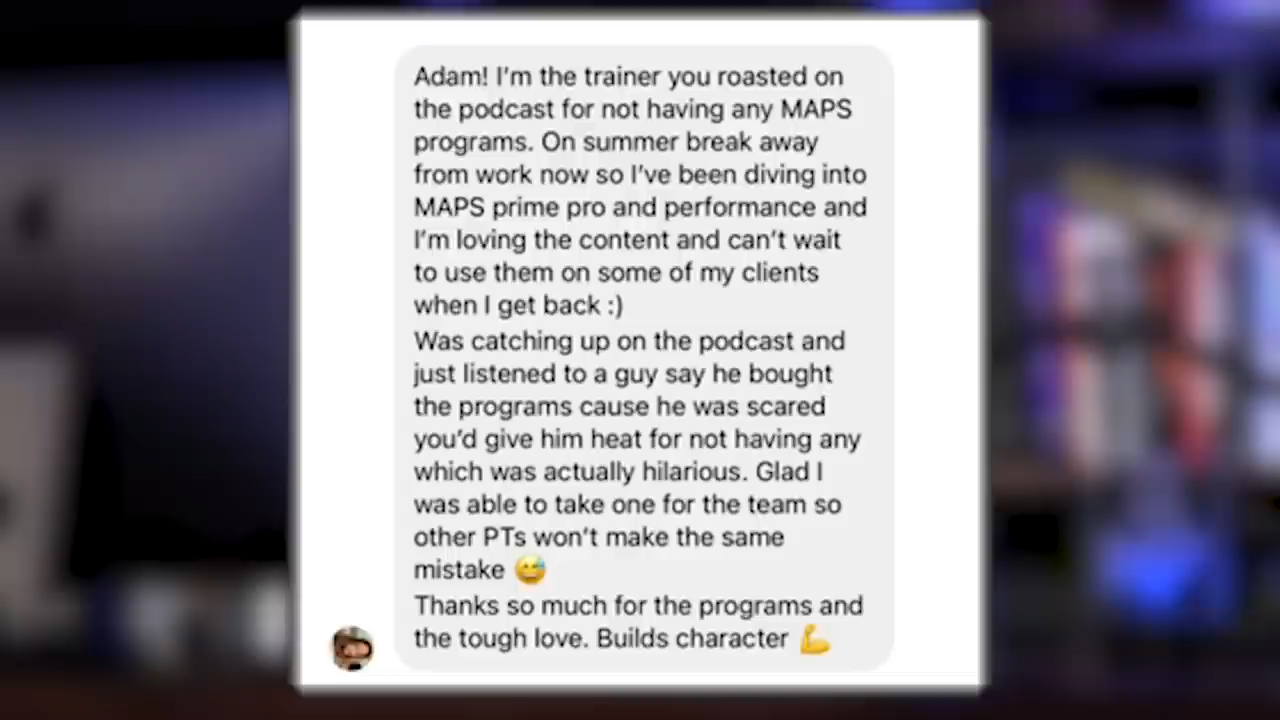 Adam! I'm the trainer you roasted on
the podcast for not having any MAPS
programs. On summer break away
from work now so I've been diving into
MAPS prime pro and performance and
I'm loving the content and can't wait
to use them on some of my clients
when I get back :)
Was catching up on the podcast and
just listened to a guy say he bought
the programs cause he was scared
you'd give him heat for not having any
which was actually hilarious. Glad I
was able to take one for the team so
other PTs won't make the same
mistake 😅
Thanks so much for the programs and
the tough love. Builds character 💪